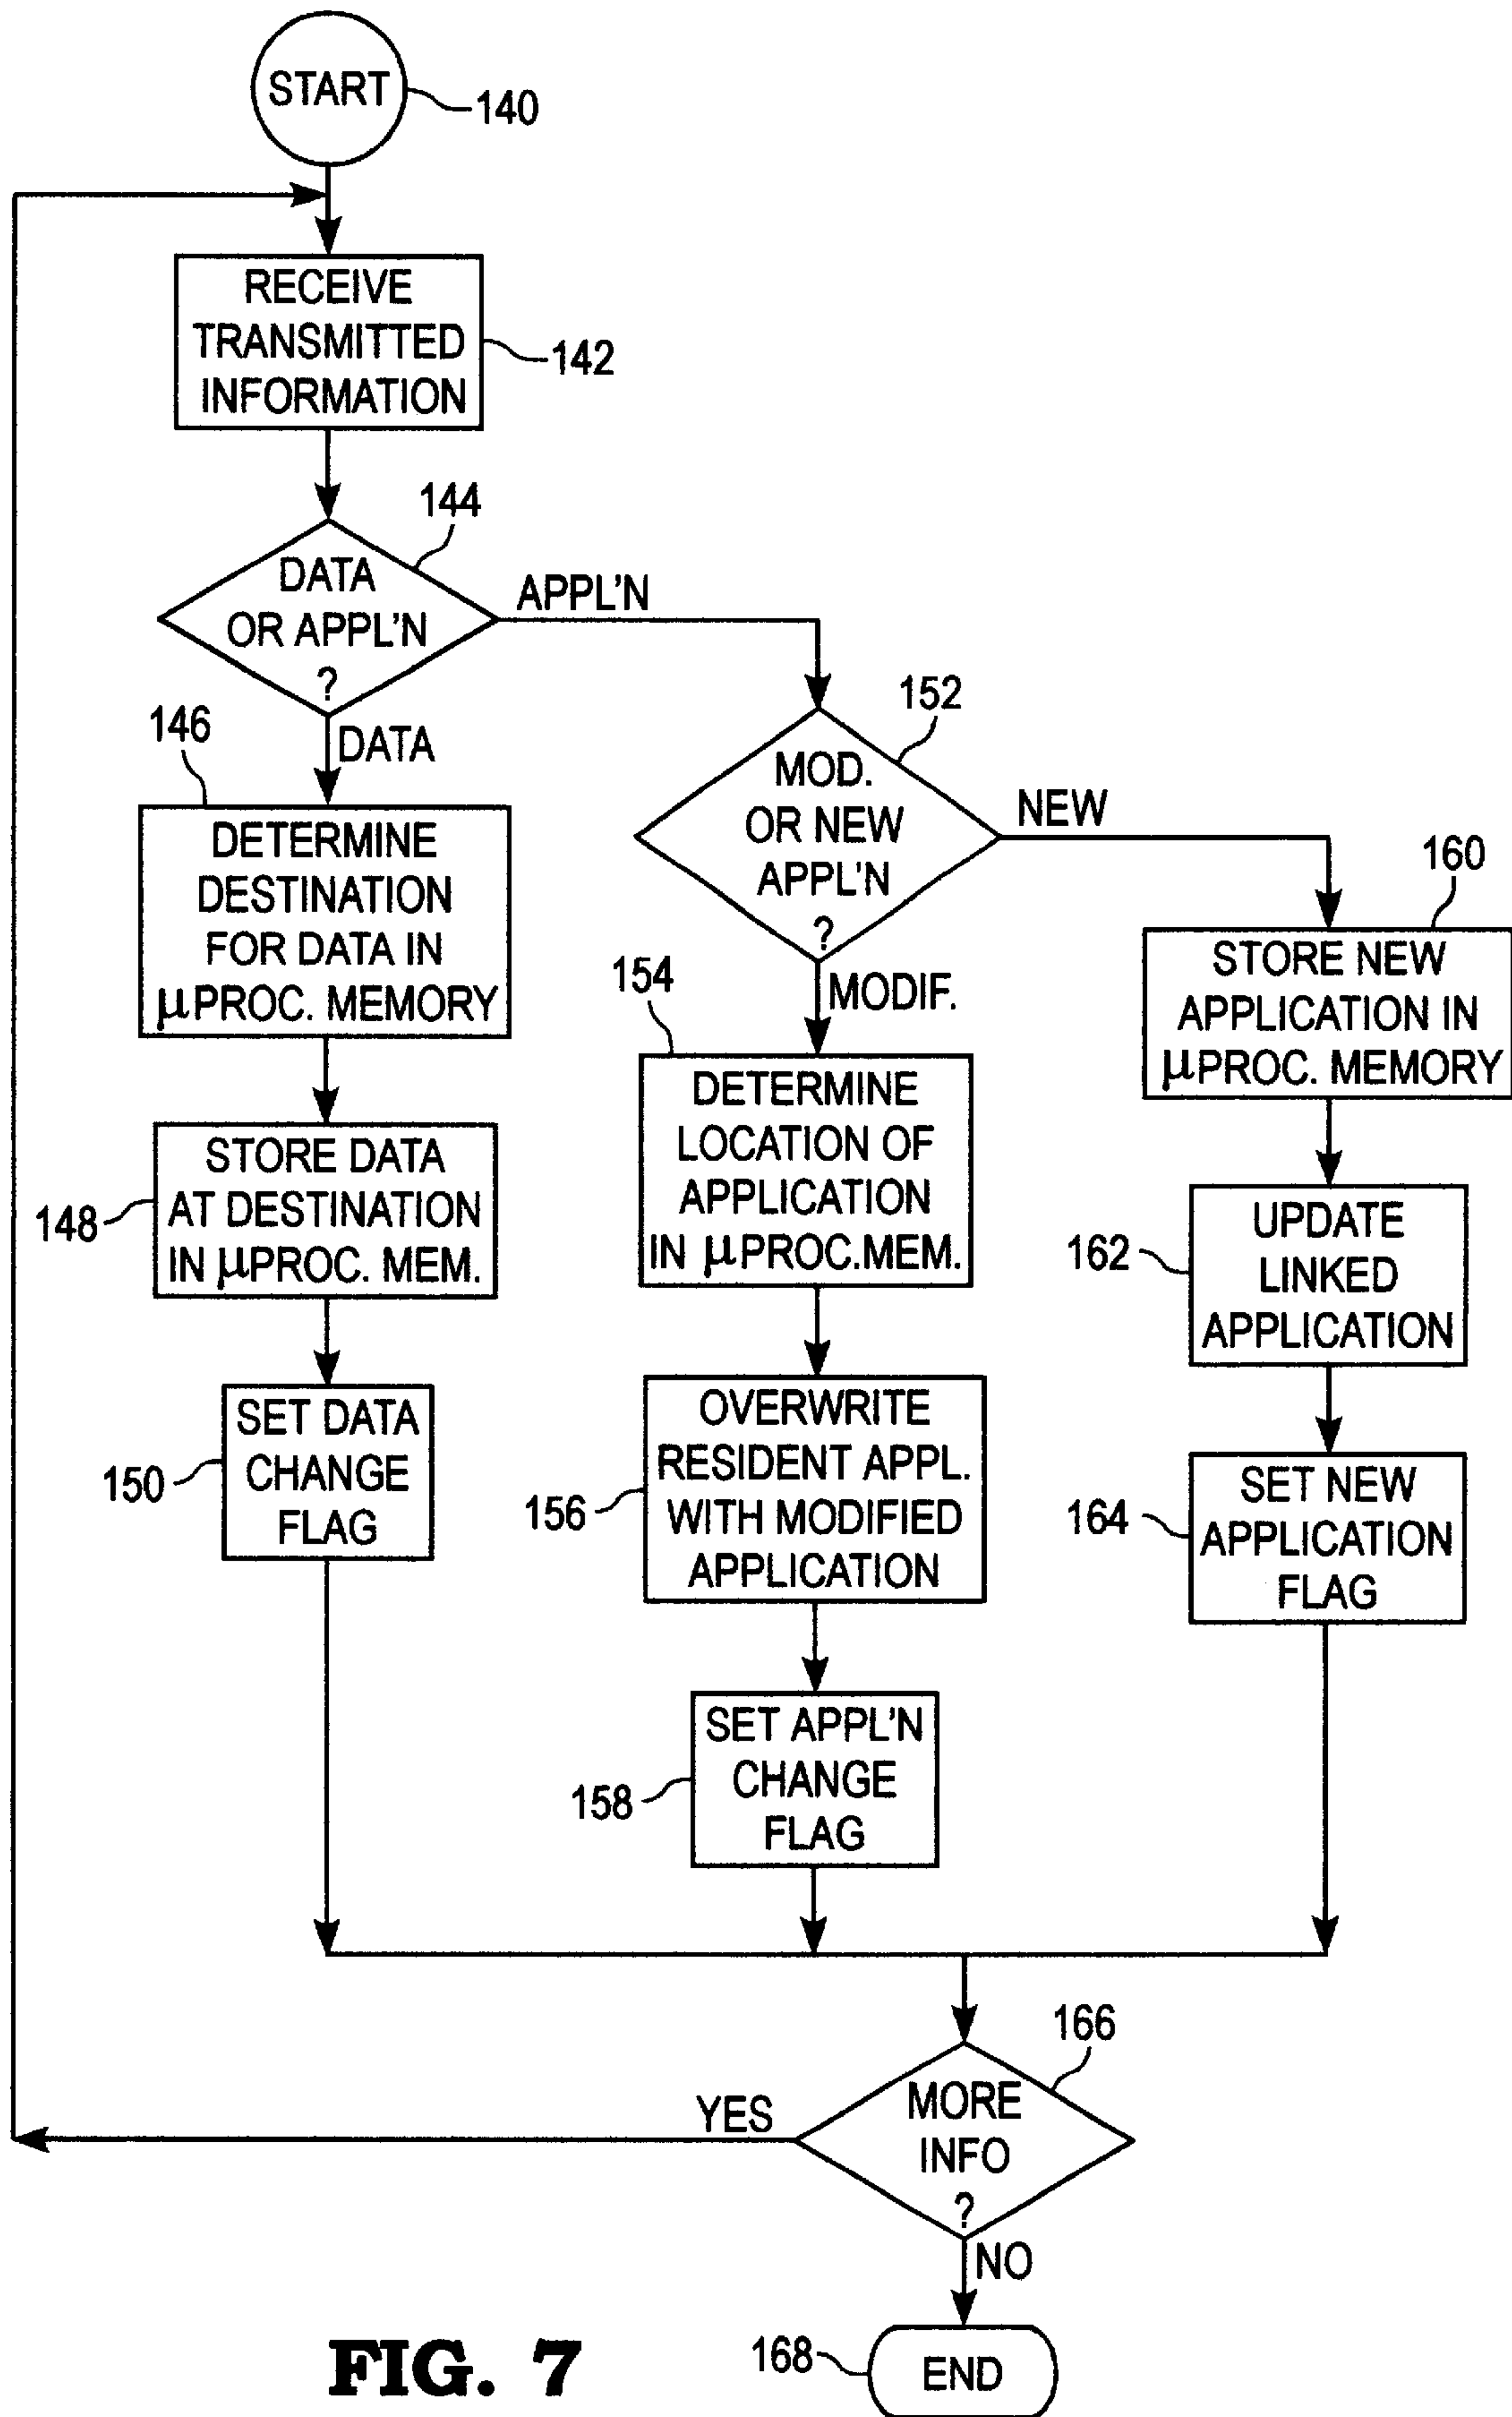 START
140
RECEIVE
TRANSMITTED
INFORMATION
142
144
DATA
OR APPL'N
?
APPL'N
DATA
146
DETERMINE
DESTINATION
FOR DATA IN
μPROC. MEMORY
152
MOD.
OR NEW
APPL'N
?
NEW
MODIF.
160
STORE NEW
APPLICATION IN
μPROC. MEMORY
154
DETERMINE
LOCATION OF
APPLICATION
IN μPROC.MEM.
STORE DATA
AT DESTINATION
IN μPROC. MEM.
148
UPDATE
LINKED
APPLICATION
162
SET DATA
CHANGE
FLAG
150
OVERWRITE
RESIDENT APPL.
WITH MODIFIED
APPLICATION
156
SET NEW
APPLICATION
FLAG
164
SET APPL'N
CHANGE
FLAG
158
166
MORE
INFO
?
YES
NO
168
END
FIG. 7